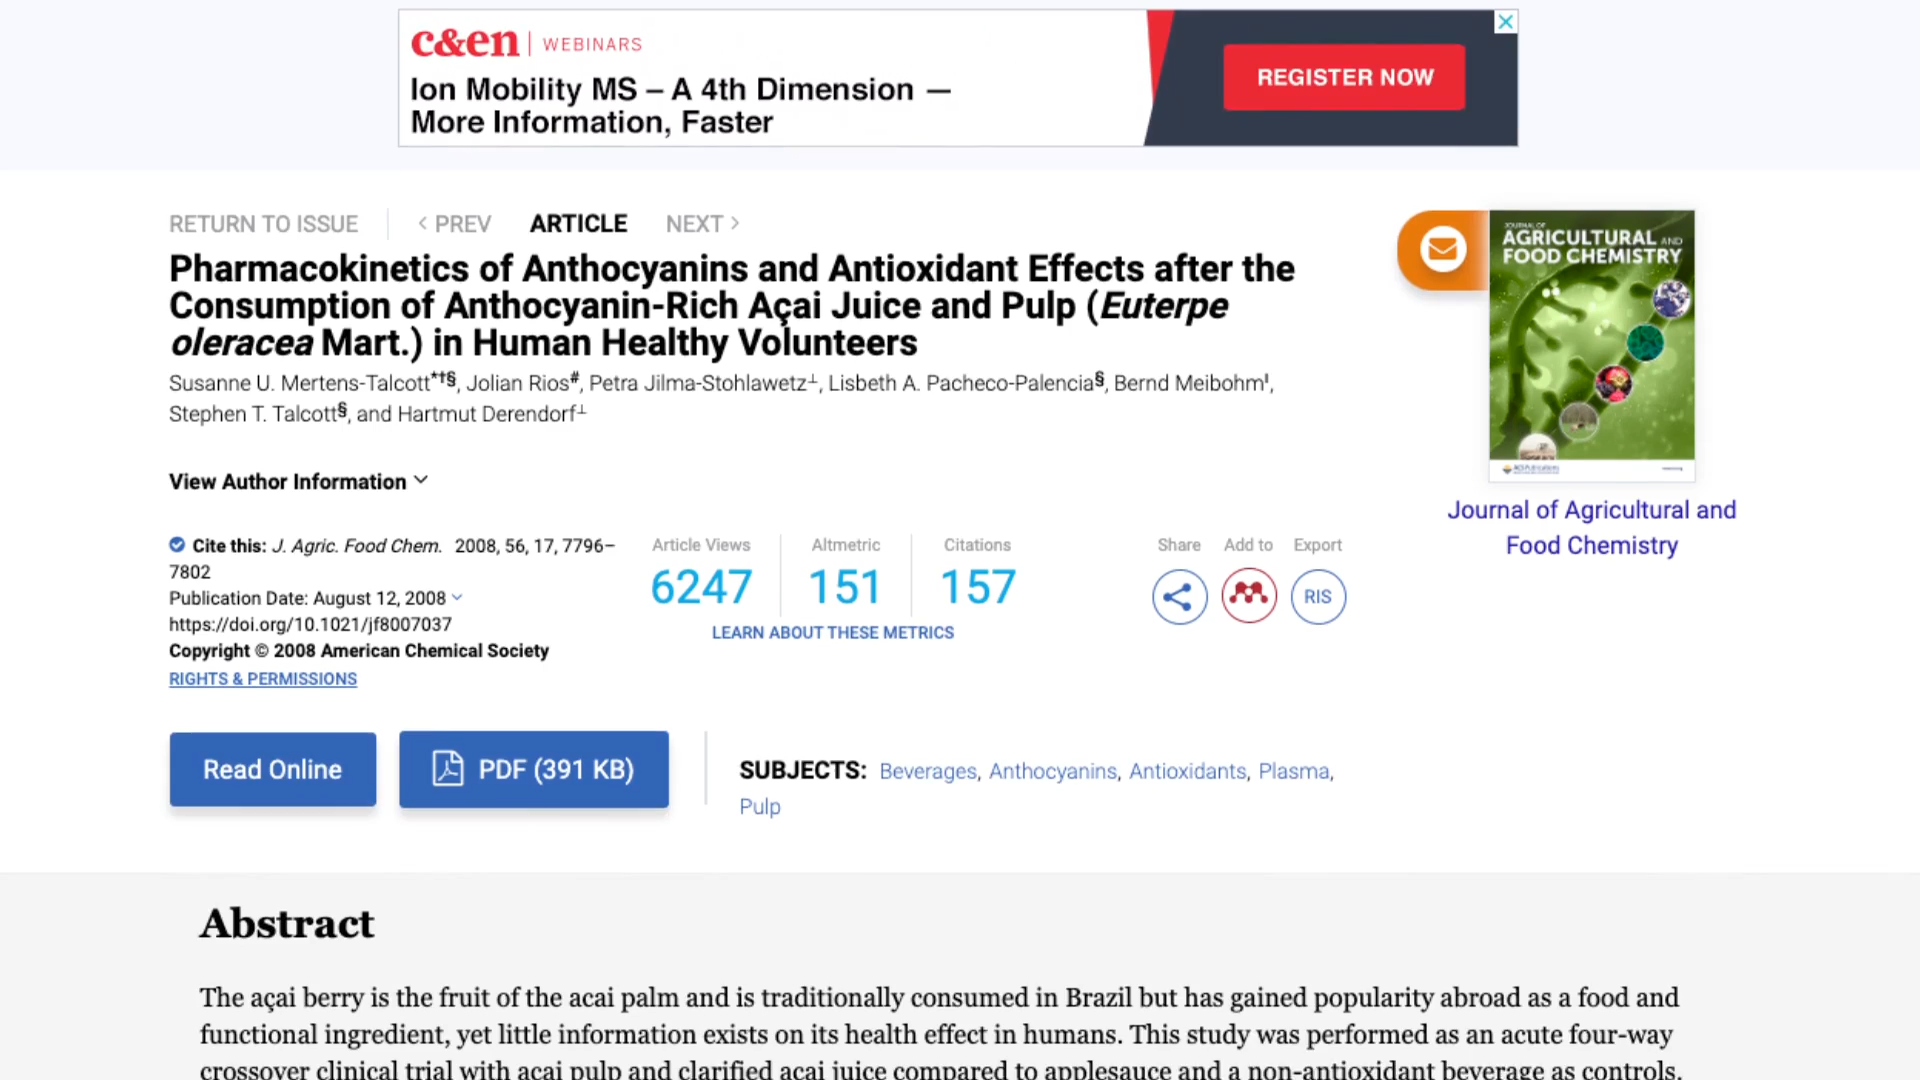 c&en | WEBINARS
Ion Mobility MS – A 4th Dimension —
More Information, Faster
REGISTER NOW
RETURN TO ISSUE
< PREV
ARTICLE
NEXT >
Pharmacokinetics of Anthocyanins and Antioxidant Effects after the
Consumption of Anthocyanin-Rich Açai Juice and Pulp (Euterpe
oleracea Mart.) in Human Healthy Volunteers
Susanne U. Mertens-Talcott*†§, Jolian Rios#, Petra Jilma-Stohlawetz⊥, Lisbeth A. Pacheco-Palencia§, Bernd Meibohm‖,
Stephen T. Talcott§, and Hartmut Derendorf⊥
View Author Information
Cite this: J. Agric. Food Chem. 2008, 56, 17, 7796–
7802
Publication Date: August 12, 2008
https://doi.org/10.1021/jf8007037
Copyright © 2008 American Chemical Society
RIGHTS & PERMISSIONS
Article Views
6247
Altmetric
151
Citations
157
LEARN ABOUT THESE METRICS
Share
Add to
Export
RIS
JOURNAL OF
AGRICULTURAL AND
FOOD CHEMISTRY
Journal of Agricultural and
Food Chemistry
Read Online
PDF (391 KB)
SUBJECTS: Beverages, Anthocyanins, Antioxidants, Plasma,
Pulp
Abstract
The açai berry is the fruit of the acai palm and is traditionally consumed in Brazil but has gained popularity abroad as a food and
functional ingredient, yet little information exists on its health effect in humans. This study was performed as an acute four-way
crossover clinical trial with acai pulp and clarified acai juice compared to applesauce and a non-antioxidant beverage as controls.